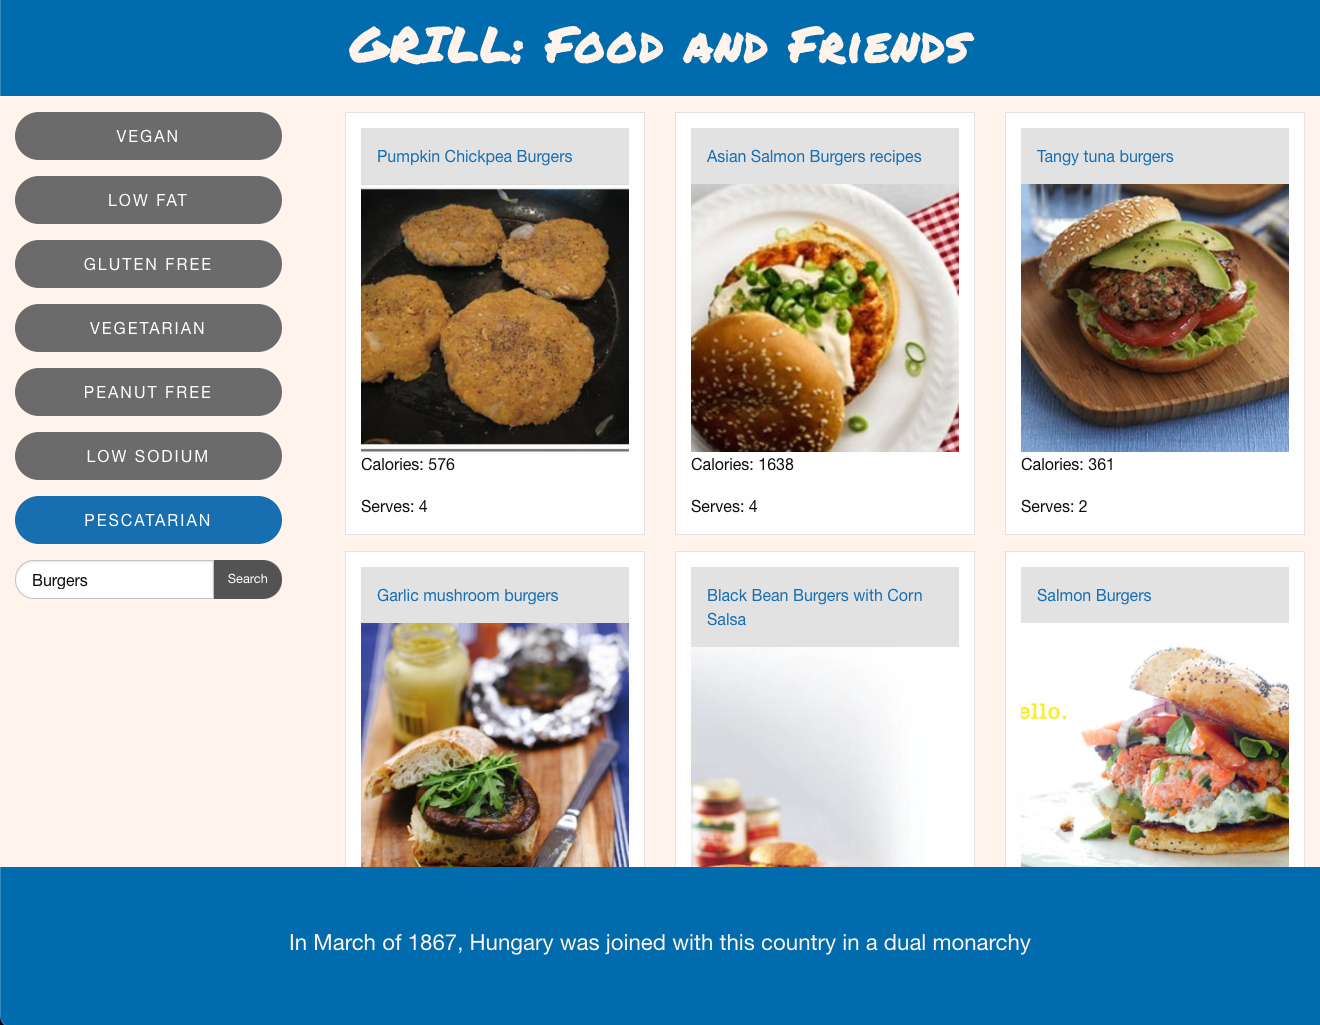 GRILL: Food and Friends
VEGAN
LOW FAT
GLUTEN FREE
VEGETARIAN
PEANUT FREE
LOW SODIUM
PESCATARIAN
Burgers
Search
Pumpkin Chickpea Burgers
Calories: 576
Serves: 4
Asian Salmon Burgers recipes
Calories: 1638
Serves: 4
Tangy tuna burgers
Calories: 361
Serves: 2
Garlic mushroom burgers
Black Bean Burgers with Corn
Salsa
Salmon Burgers
ello.
In March of 1867, Hungary was joined with this country in a dual monarchy